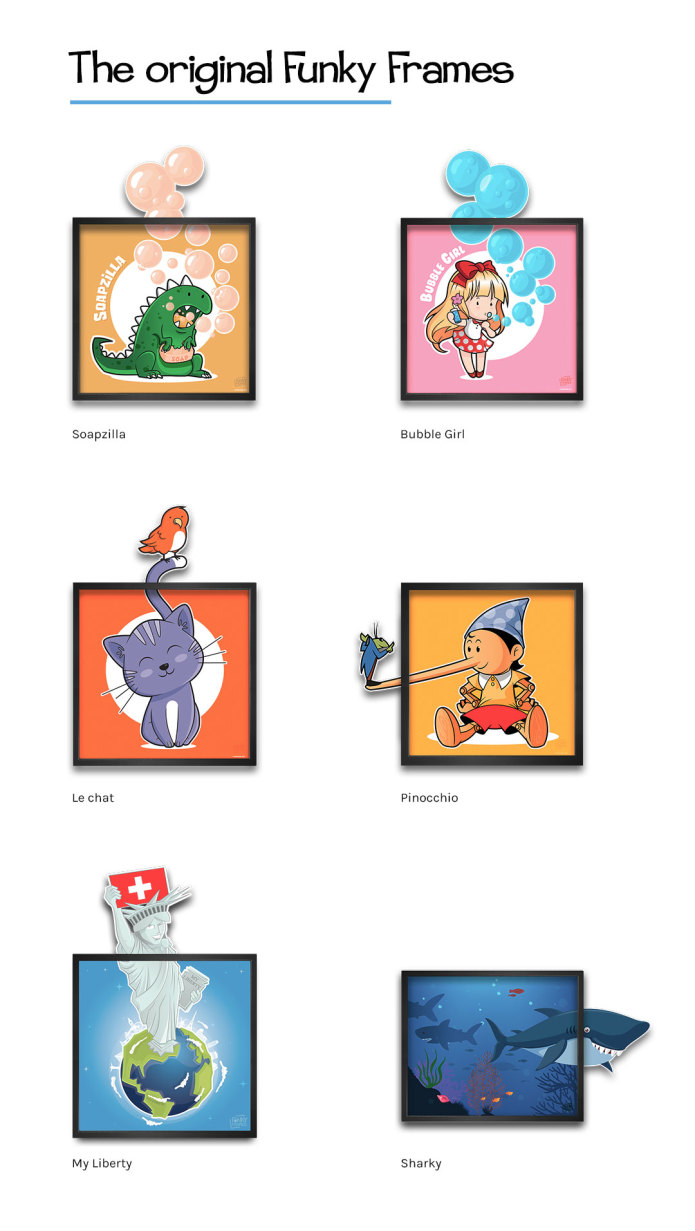 The original Funky Frames
SOAPZILLA
SOAP
BUBBLE GIRL
Soapzilla
Bubble Girl
Le chat
Pinocchio
My Liberty
Sharky